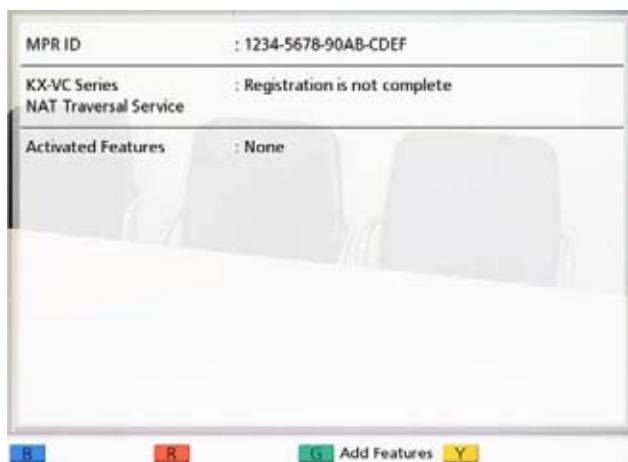 MPR ID : 1234-5678-90AB-CDEF
KX-VC Series : Registration is not complete
NAT Traversal Service
Activated Features : None
B R G Add Features Y